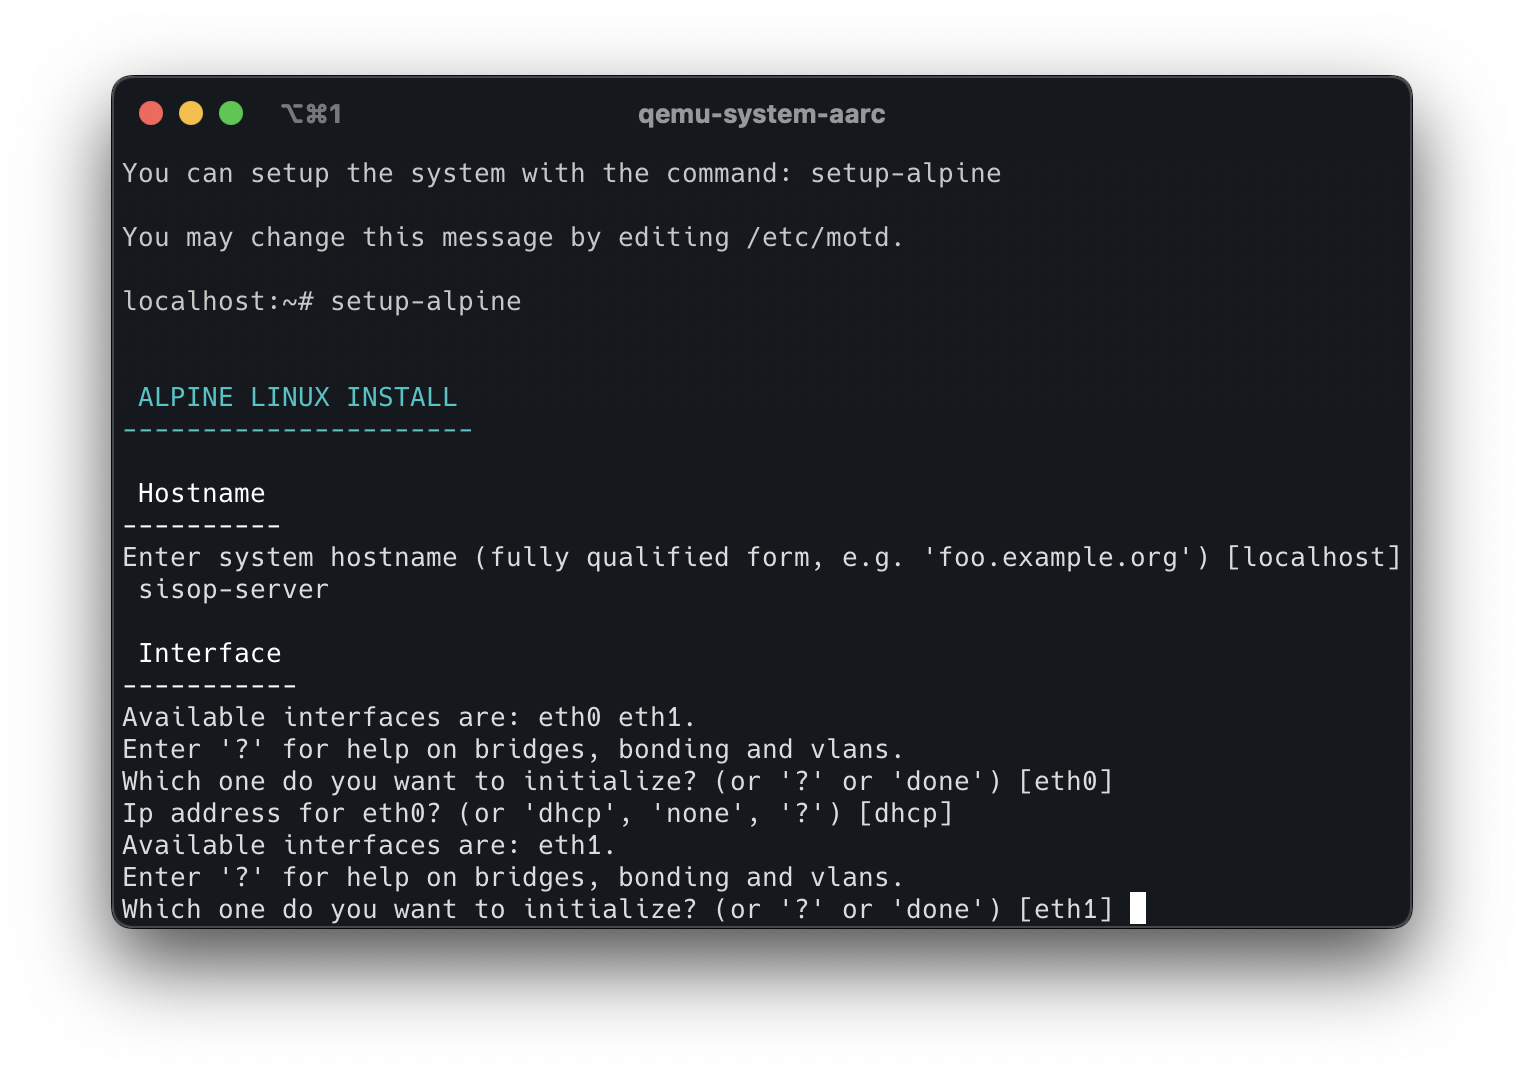 ⌥⌘1 qemu-system-aarc
You can setup the system with the command: setup-alpine
You may change this message by editing /etc/motd.
localhost:~# setup-alpine
ALPINE LINUX INSTALL
----------------------
Hostname
----------
Enter system hostname (fully qualified form, e.g. 'foo.example.org') [localhost]
sisop-server
Interface
-----------
Available interfaces are: eth0 eth1.
Enter '?' for help on bridges, bonding and vlans.
Which one do you want to initialize? (or '?' or 'done') [eth0]
Ip address for eth0? (or 'dhcp', 'none', '?') [dhcp]
Available interfaces are: eth1.
Enter '?' for help on bridges, bonding and vlans.
Which one do you want to initialize? (or '?' or 'done') [eth1]